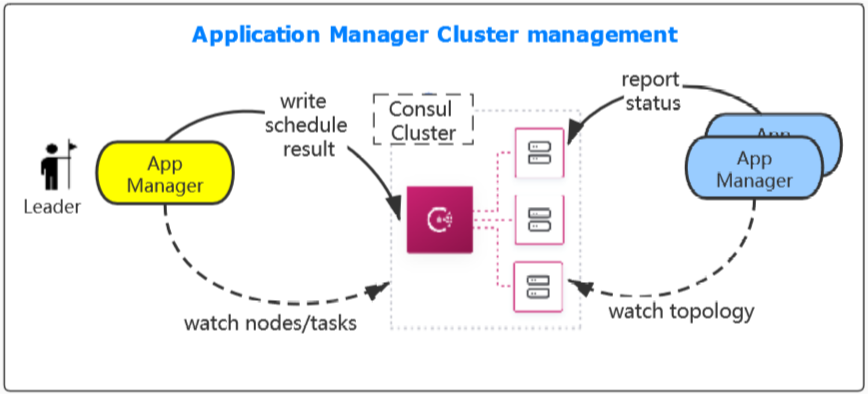 Application Manager Cluster management
write
schedule
result
Consul
Cluster
report
status
App
Manager
Leader
App
App
Manager
watch nodes/tasks
watch topology